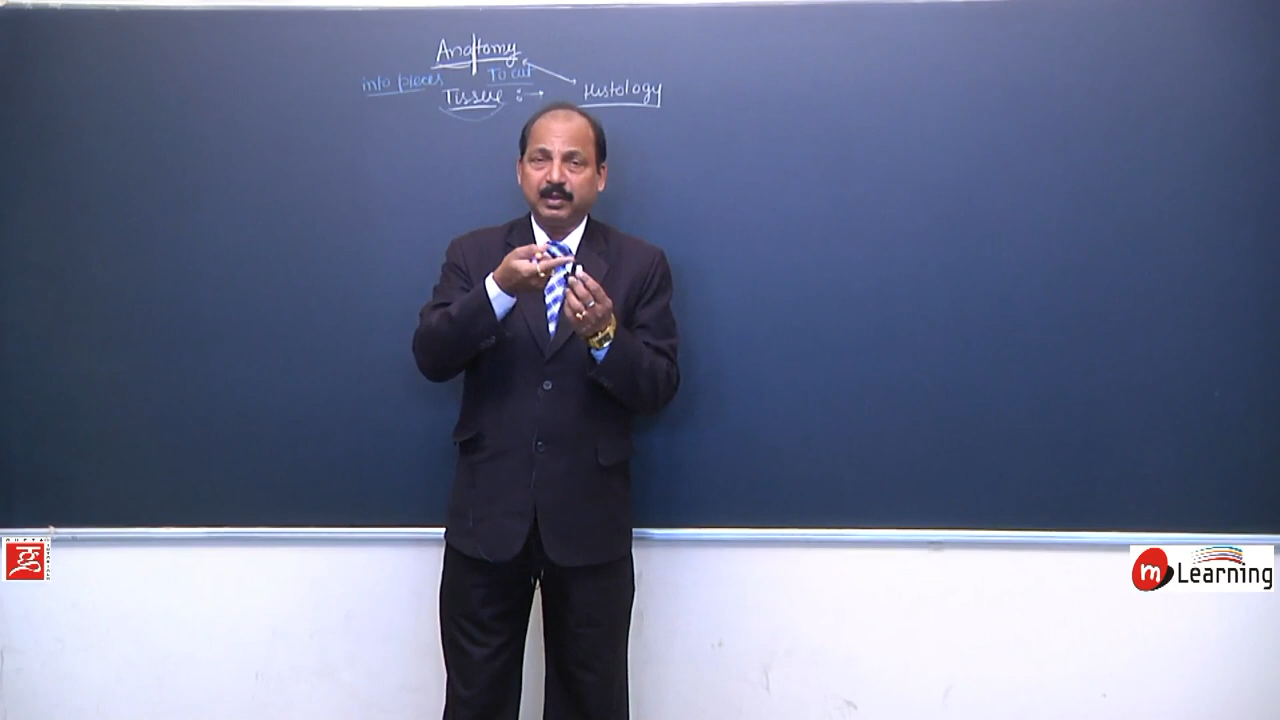 Anatomy
into pieces To cut
Tissue :→ Histology
m Learning